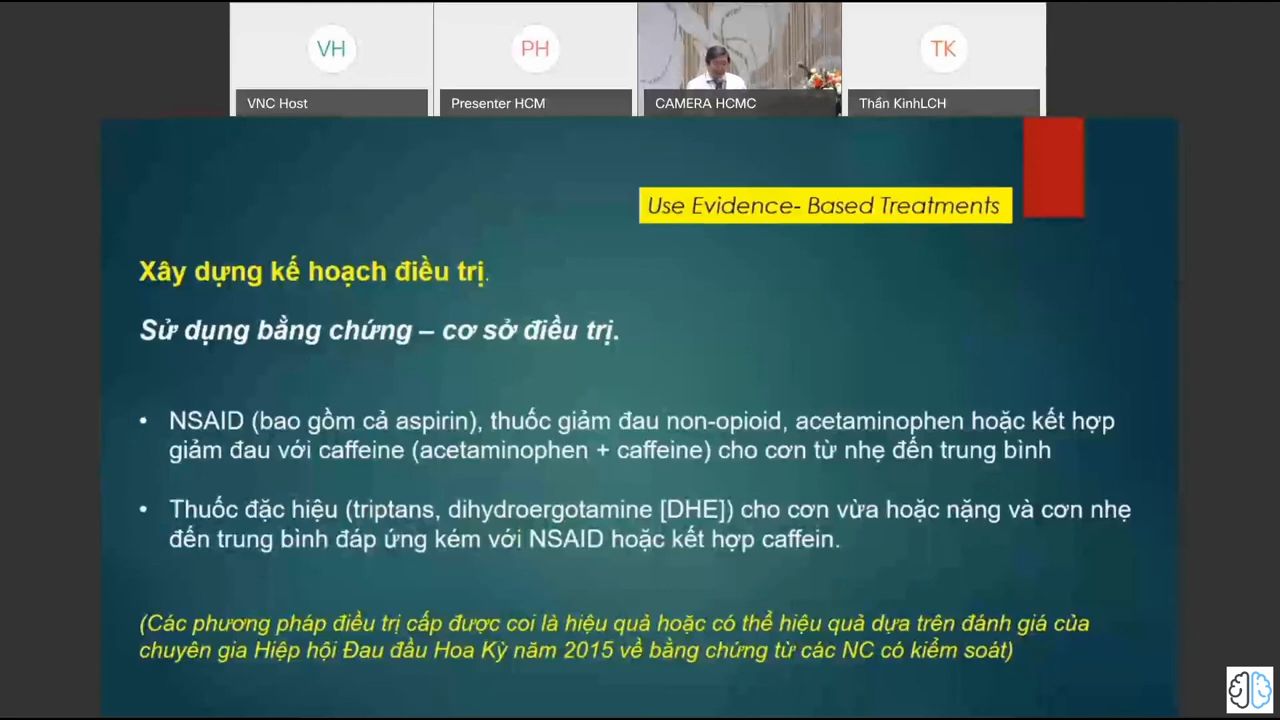 VH
PH
TK
VNC Host
Presenter HCM
CAMERA HCMC
Thần KinhLCH
Use Evidence- Based Treatments
Xây dựng kế hoạch điều trị.
Sử dụng bằng chứng – cơ sở điều trị.
• NSAID (bao gồm cả aspirin), thuốc giảm đau non-opioid, acetaminophen hoặc kết hợp
giảm đau với caffeine (acetaminophen + caffeine) cho cơn từ nhẹ đến trung bình
• Thuốc đặc hiệu (triptans, dihydroergotamine [DHE]) cho cơn vừa hoặc nặng và cơn nhẹ
đến trung bình đáp ứng kém với NSAID hoặc kết hợp caffein.
(Các phương pháp điều trị cấp được coi là hiệu quả hoặc có thể hiệu quả dựa trên đánh giá của
chuyên gia Hiệp hội Đau đầu Hoa Kỳ năm 2015 về bằng chứng từ các NC có kiểm soát)